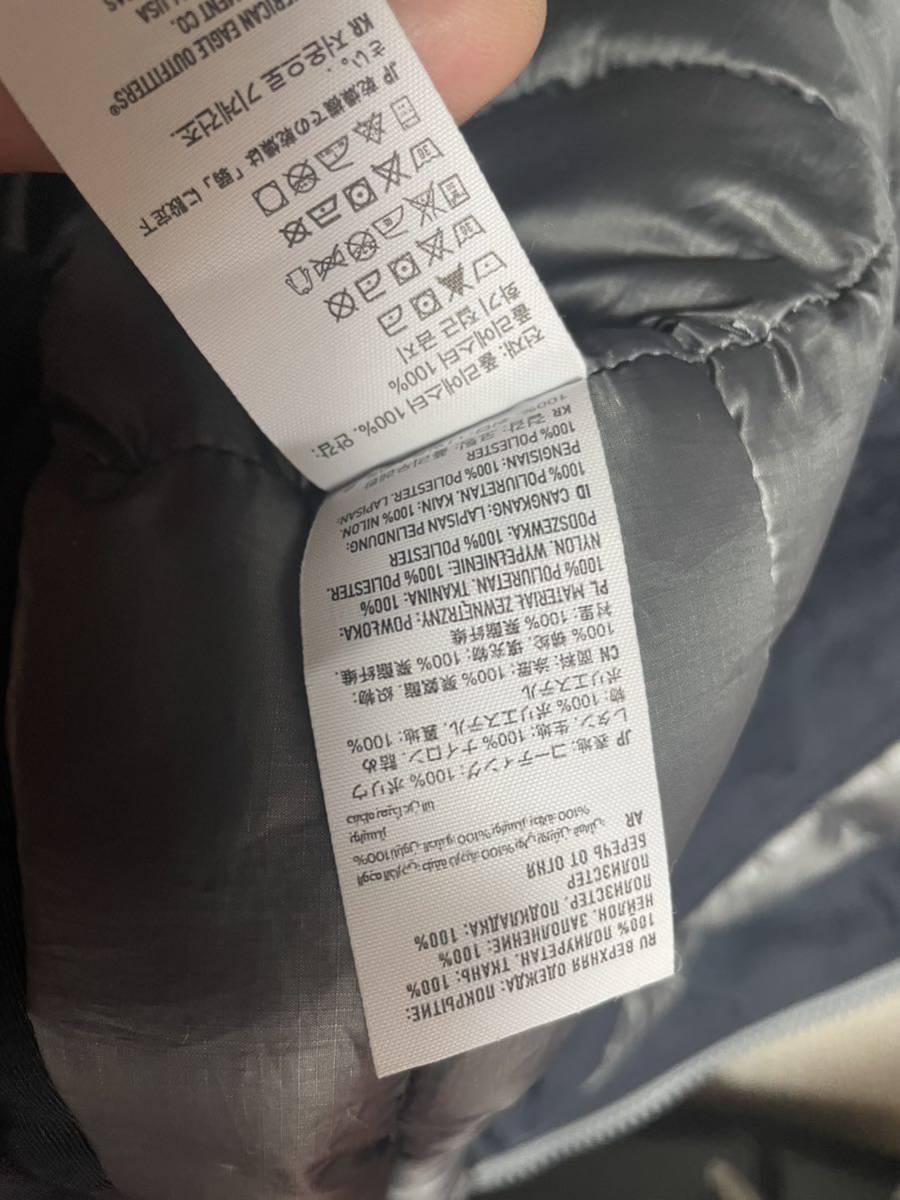 RU ВЕРХНЯЯ ОДЕЖДА: ПОКРЫТИЕ:
100% ПОЛИУРЕТАН. ТКАНЬ: 100%
НЕЙЛОН. ЗАПОЛНЕНИЕ: 100%
ПОЛИЭСТЕР. ПОДКЛАДКА: 100%
ПОЛИЭСТЕР
БЕРЕЧЬ ОТ ОГНЯ
AR
JP 表地: コーティング: 100% ポリウ
レタン. 生地: 100% ナイロン. 詰め
物: 100% ポリエステル. 裏地: 100%
ポリエステル
CN 面料: 涂层: 100% 聚氨酯. 织物:
100% 锦纶. 填充物: 100% 聚酯纤维.
衬里: 100% 聚酯纤维
PL MATERIAŁ ZEWNĘTRZNY: POWŁOKA:
100% POLIURETAN. TKANINA: 100%
NYLON. WYPEŁNIENIE: 100% POLIESTER.
PODSZEWKA: 100% POLIESTER
ID CANGKANG: LAPISAN PELINDUNG:
100% POLIURETAN. KAIN: 100% NILON.
PENGISIAN: 100% POLIESTER. LAPISAN:
100% POLIESTER
KR 겉감: 코팅: 폴리우레탄
100%.
전재: 폴리에스터 100%. 안감:
폴리에스터 100%
화기 접근 금지
30
30
JP 乾燥機での乾燥は「弱」に設定下
さい。.
KR 저온으로 기계건조.
AMERICAN EAGLE OUTFITTERS®
USA